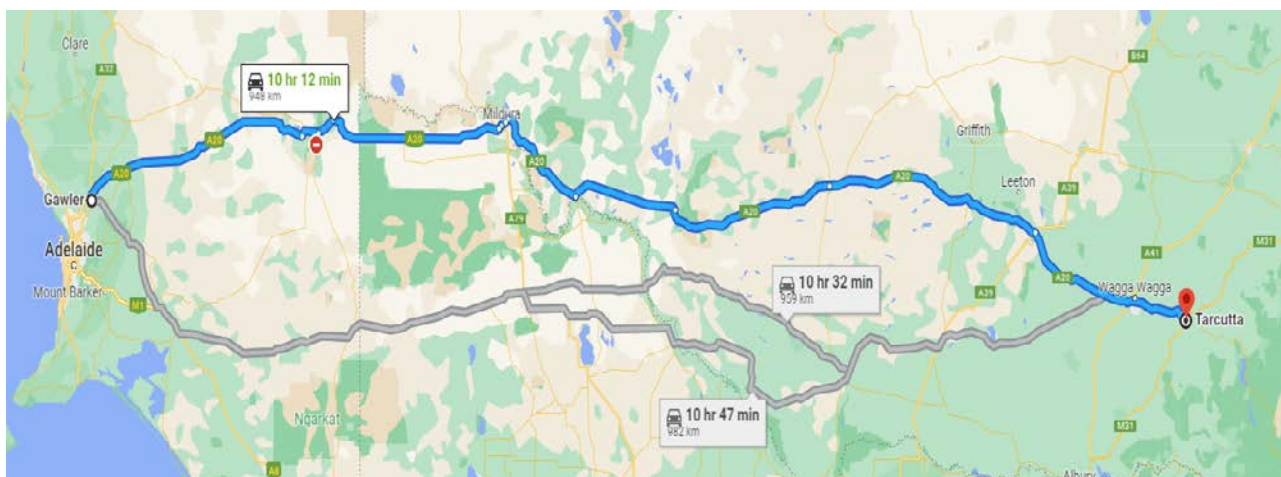 Clare
A32
10 hr 12 min
948 km
B64
Mildura
A20
A20
A20
A20
Griffith
A20
A20
Leeton
A39
Gawler
A79
Adelaide
M31
A41
A20
Mount Barker
M1
10 hr 32 min
959 km
A39
Wagga Wagga
Tarcutta
10 hr 47 min
982 km
Ngarkat
M31
A8
Albury